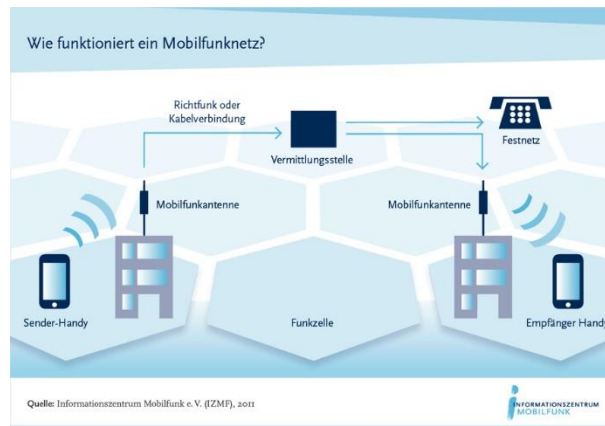 Wie funktioniert ein Mobilfunknetz?
Richtfunk oder
Kabelverbindung
Vermittlungsstelle
Festnetz
Mobilfunkantenne
Mobilfunkantenne
Sender-Handy
Funkzelle
Empfänger Handy
Quelle: Informationszentrum Mobilfunk e. V. (IZMF), 2011
INFORMATIONSZENTRUM
MOBILFUNK